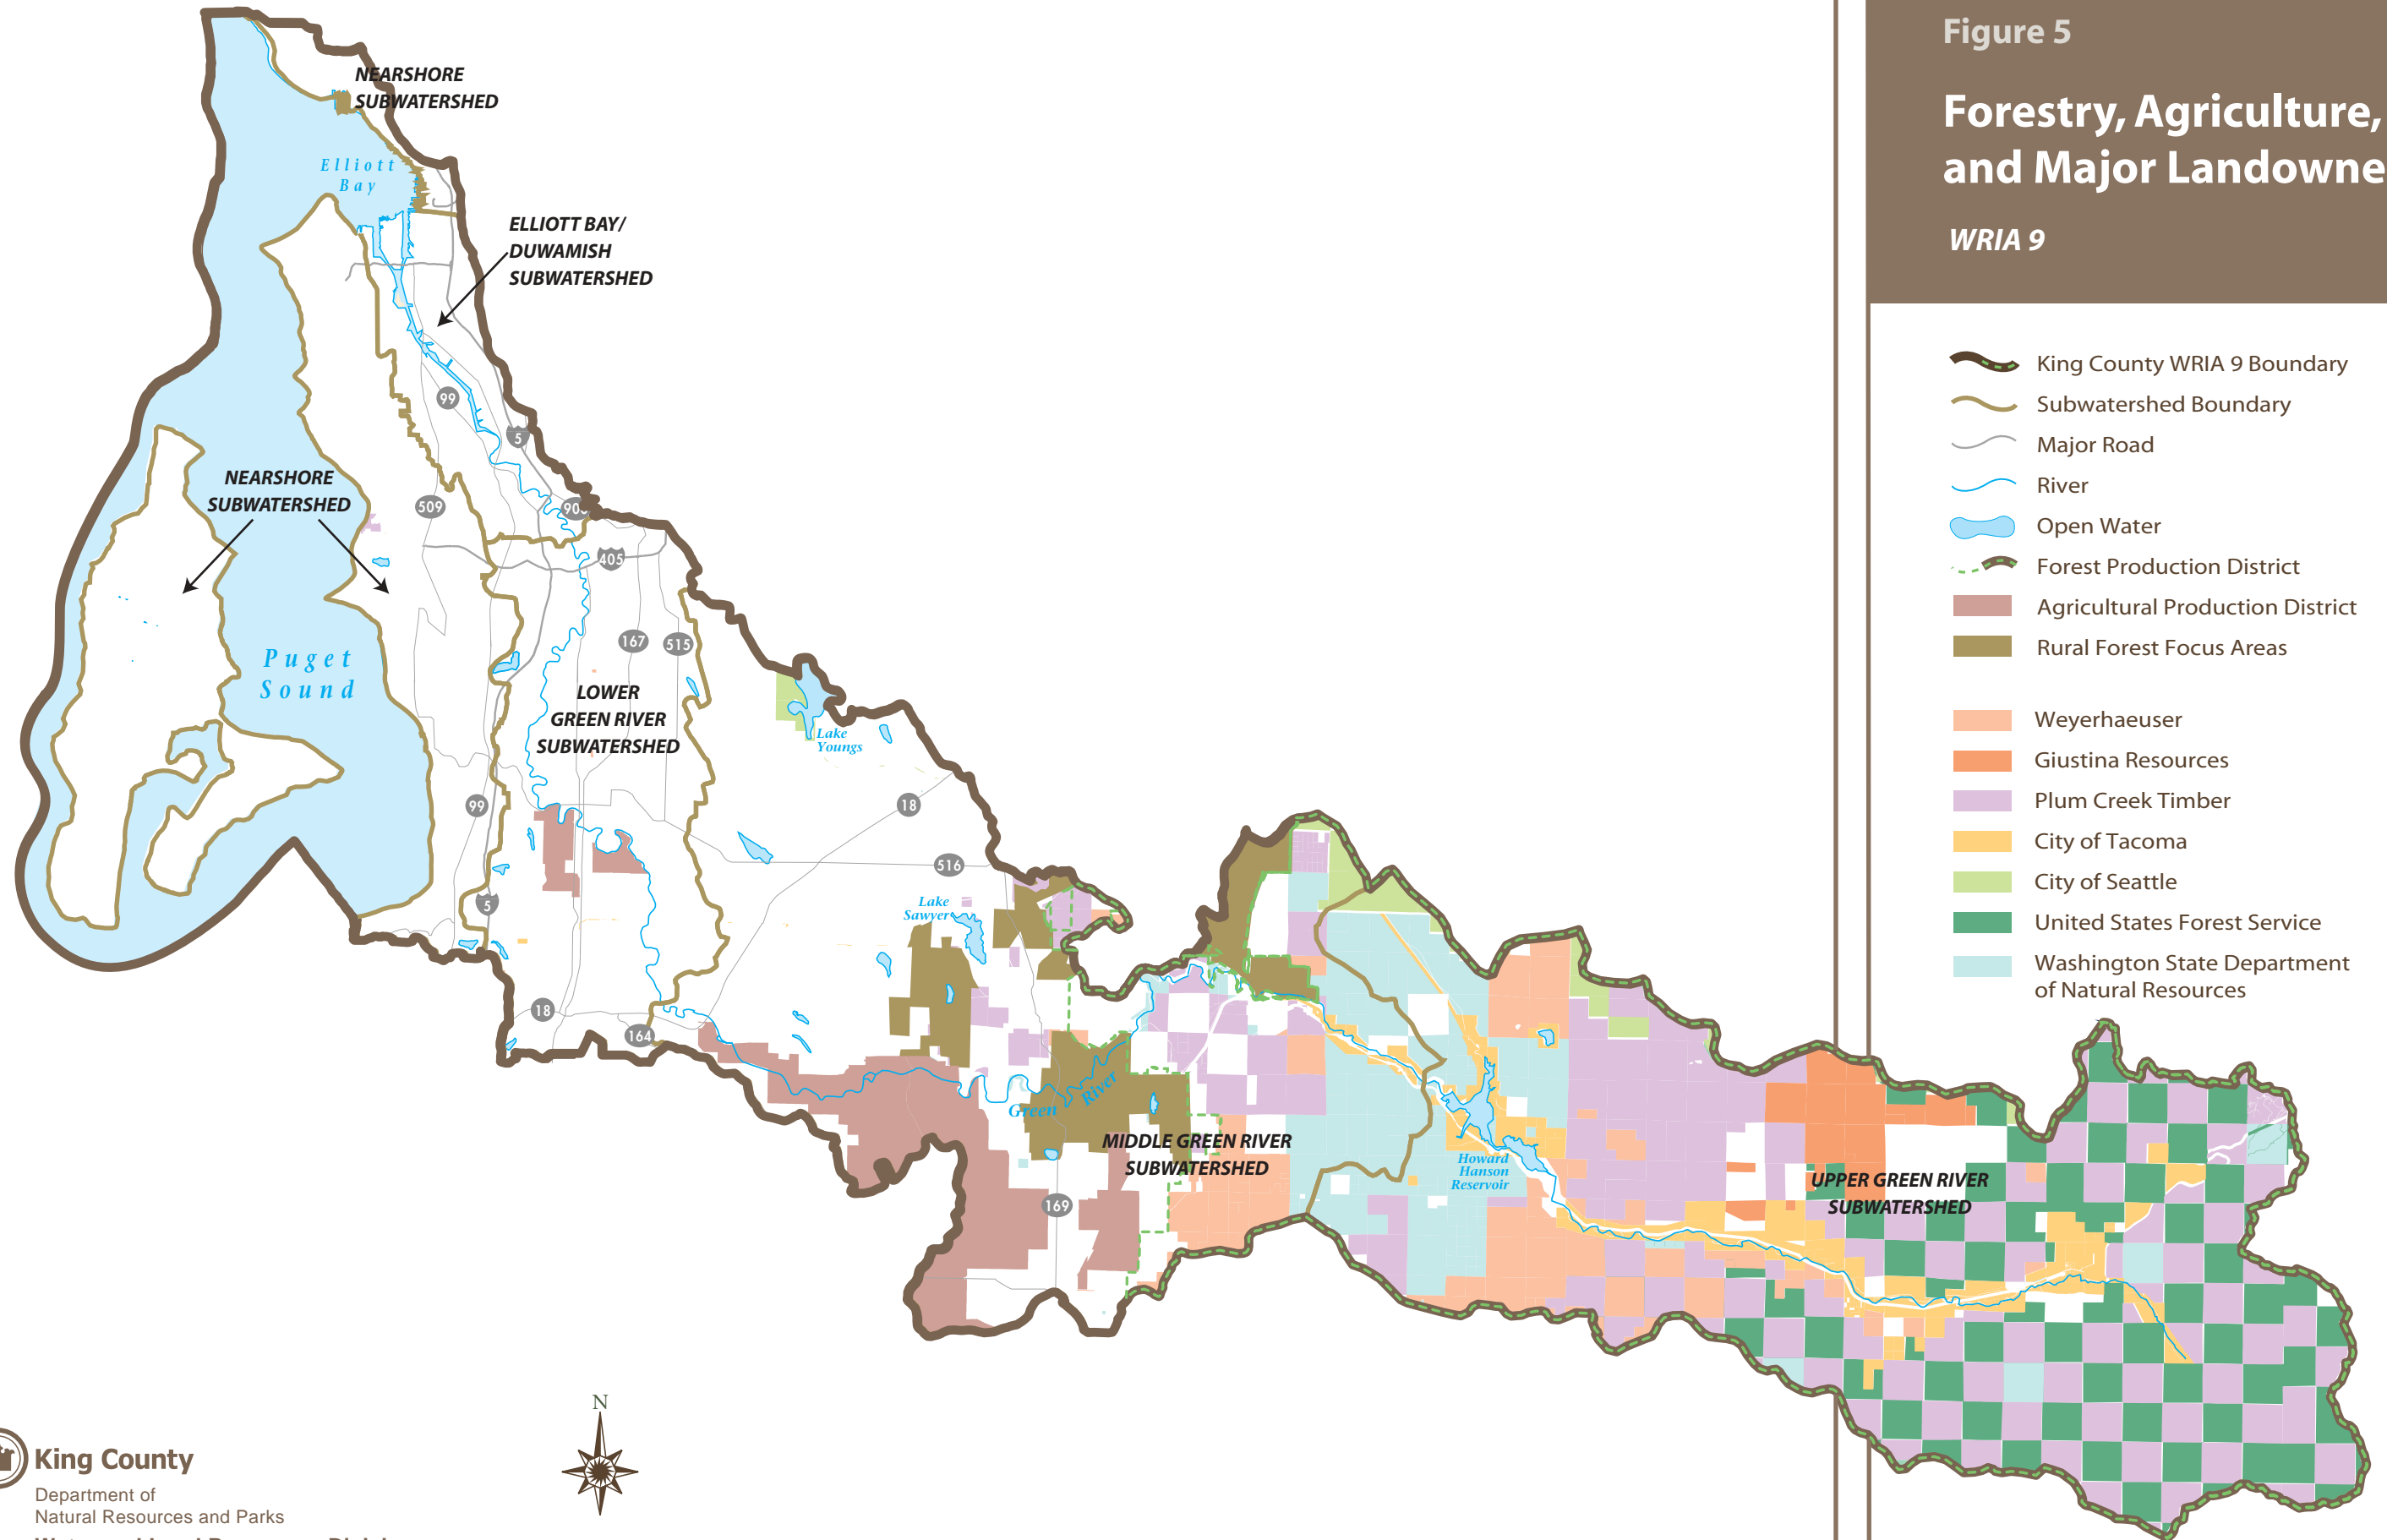 Figure 5
Forestry, Agriculture,
and Major Landowne
WRIA 9
King County WRIA 9 Boundary
Subwatershed Boundary
Major Road
River
Open Water
Forest Production District
Agricultural Production District
Rural Forest Focus Areas
Weyerhaeuser
Giustina Resources
Plum Creek Timber
City of Tacoma
City of Seattle
United States Forest Service
Washington State Department
of Natural Resources
NEARSHORE
SUBWATERSHED
Elliott
Bay
ELLIOTT BAY/
DUWAMISH
SUBWATERSHED
99
5
NEARSHORE
SUBWATERSHED
509
900
405
167
515
Puget
Sound
LOWER
GREEN RIVER
SUBWATERSHED
Lake
Youngs
99
18
516
5
Lake
Sawyer
18
164
Green
River
MIDDLE GREEN RIVER
SUBWATERSHED
169
Howard
Hanson
Reservoir
UPPER GREEN RIVER
SUBWATERSHED
N
King County
Department of
Natural Resources and Parks